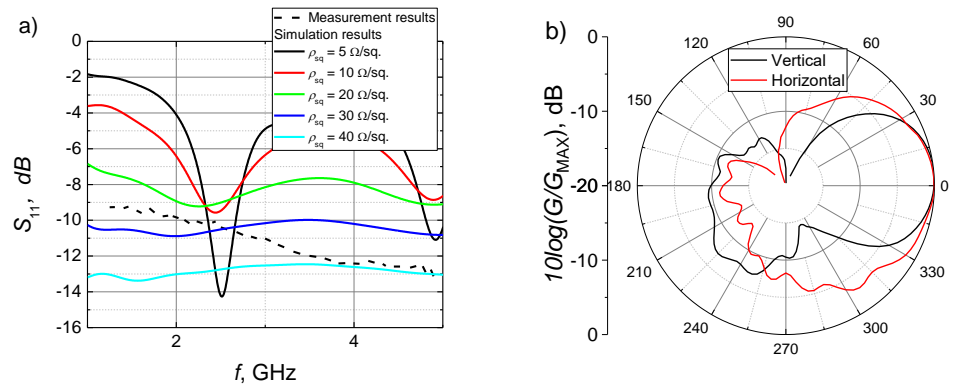 a)
Measurement results
Simulation results
ρsq = 5 Ω/sq.
ρsq = 10 Ω/sq.
ρsq = 20 Ω/sq.
ρsq = 30 Ω/sq.
ρsq = 40 Ω/sq.
0
-2
-4
-6
-8
-10
-12
-14
-16
S11, dB
2
4
f, GHz
b)
Vertical
Horizontal
0
-10
-20
-10
0
10log(G/GMAX), dB
90
60
30
0
330
300
270
240
210
180
150
120